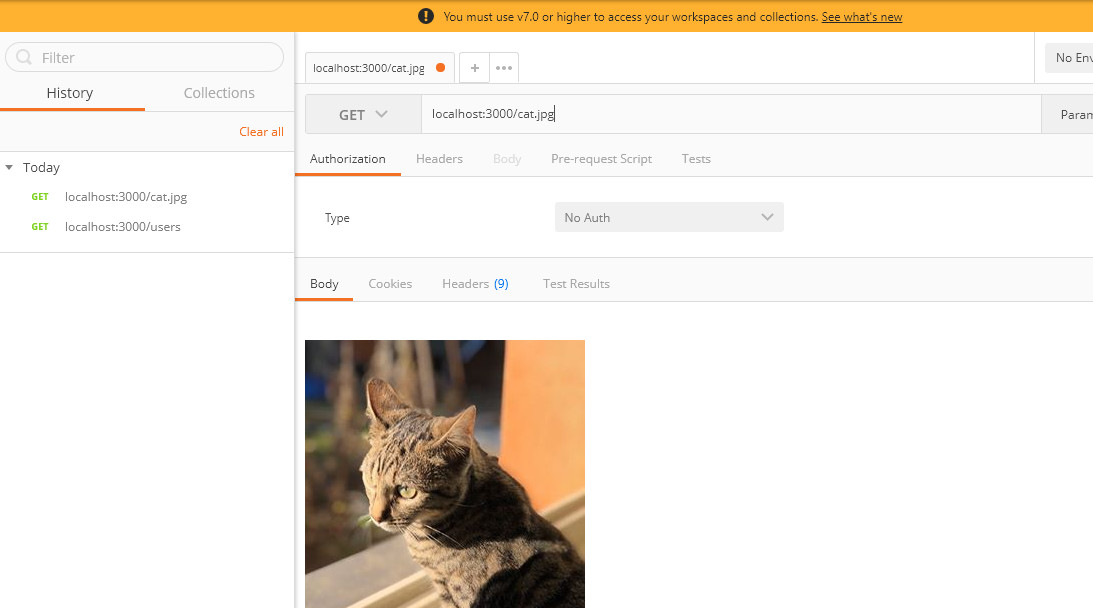 You must use v7.0 or higher to access your workspaces and collections. See what's new
Filter
History Collections
Clear all
Today
GET localhost:3000/cat.jpg
GET localhost:3000/users
localhost:3000/cat.jpg
No Env
GET localhost:3000/cat.jpg Param
Authorization Headers Body Pre-request Script Tests
Type No Auth
Body Cookies Headers (9) Test Results